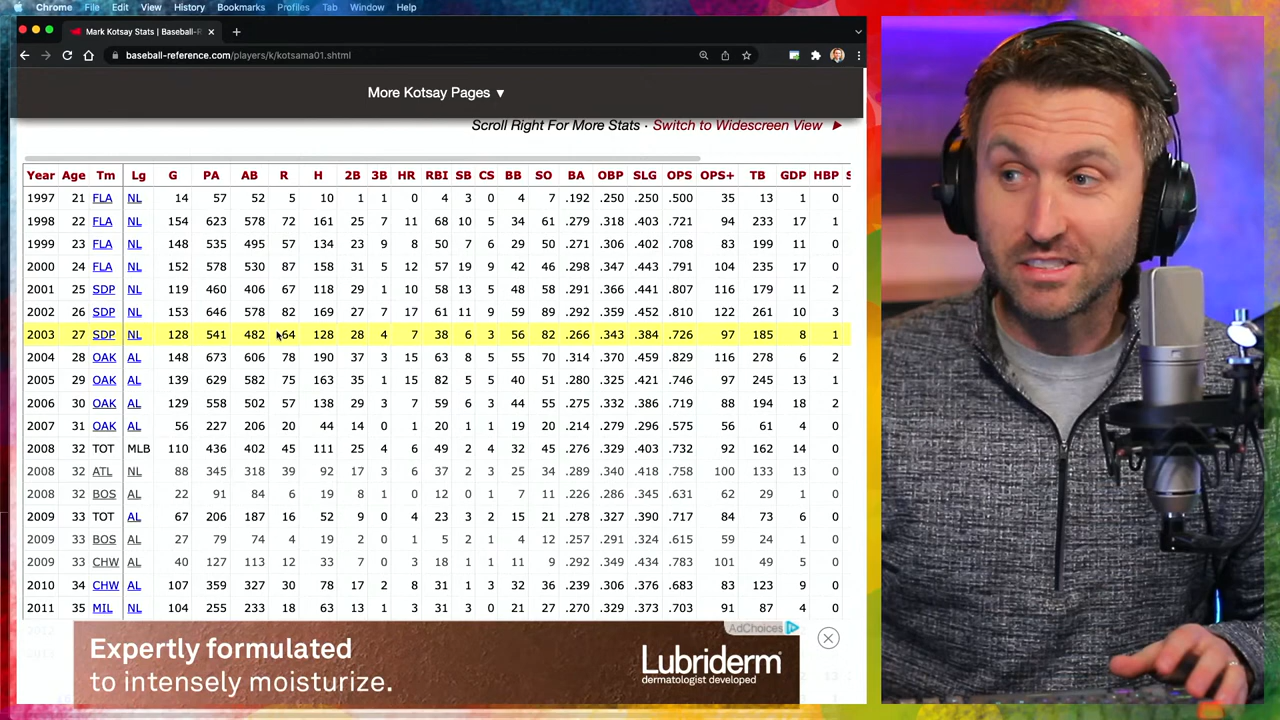 Chrome File Edit View History Bookmarks Profiles Tab Window Help
Mark Kotsay Stats | Baseball-R
baseball-reference.com/players/k/kotsama01.shtml
More Kotsay Pages ▼
Scroll Right For More Stats · Switch to Widescreen View ►
Year Age Tm Lg G PA AB R H 2B 3B HR RBI SB CS BB SO BA OBP SLG OPS OPS+ TB GDP HBP S
1997 21 FLA NL 14 57 52 5 10 1 1 0 4 3 0 4 7 .192 .250 .250 .500 35 13 1 0
1998 22 FLA NL 154 623 578 72 161 25 7 11 68 10 5 34 61 .279 .318 .403 .721 94 233 17 1
1999 23 FLA NL 148 535 495 57 134 23 9 8 50 7 6 29 50 .271 .306 .402 .708 83 199 11 0
2000 24 FLA NL 152 578 530 87 158 31 5 12 57 19 9 42 46 .298 .347 .443 .791 104 235 17 0
2001 25 SDP NL 119 460 406 67 118 29 1 10 58 13 5 48 58 .291 .366 .441 .807 116 179 11 2
2002 26 SDP NL 153 646 578 82 169 27 7 17 61 11 9 59 89 .292 .359 .452 .810 122 261 10 3
2003 27 SDP NL 128 541 482 64 128 28 4 7 38 6 3 56 82 .266 .343 .384 .726 97 185 8 1
2004 28 OAK AL 148 673 606 78 190 37 3 15 63 8 5 55 70 .314 .370 .459 .829 116 278 6 2
2005 29 OAK AL 139 629 582 75 163 35 1 15 82 5 5 40 51 .280 .325 .421 .746 97 245 13 1
2006 30 OAK AL 129 558 502 57 138 29 3 7 59 6 3 44 55 .275 .332 .386 .719 88 194 18 2
2007 31 OAK AL 56 227 206 20 44 14 0 1 20 1 1 19 20 .214 .279 .296 .575 56 61 4 0
2008 32 TOT MLB 110 436 402 45 111 25 4 6 49 2 4 32 45 .276 .329 .403 .732 92 162 14 0
2008 32 ATL NL 88 345 318 39 92 17 3 6 37 2 3 25 34 .289 .340 .418 .758 100 133 13 0
2008 32 BOS AL 22 91 84 6 19 8 1 0 12 0 1 7 11 .226 .286 .345 .631 62 29 1 0
2009 33 TOT AL 67 206 187 16 52 9 0 4 23 3 2 15 21 .278 .327 .390 .717 84 73 6 0
2009 33 BOS AL 27 79 74 4 19 2 0 1 5 2 1 4 12 .257 .291 .324 .615 59 24 1 0
2009 33 CHW AL 40 127 113 12 33 7 0 3 18 1 1 11 9 .292 .349 .434 .783 101 49 5 0
2010 34 CHW AL 107 359 327 30 78 17 2 8 31 1 3 32 36 .239 .306 .376 .683 83 123 9 0
2011 35 MIL NL 104 255 233 18 63 13 1 3 31 3 0 21 27 .270 .329 .373 .703 91 87 4 0
AdChoices
Expertly formulated
to intensely moisturize.
Lubriderm
dermatologist developed